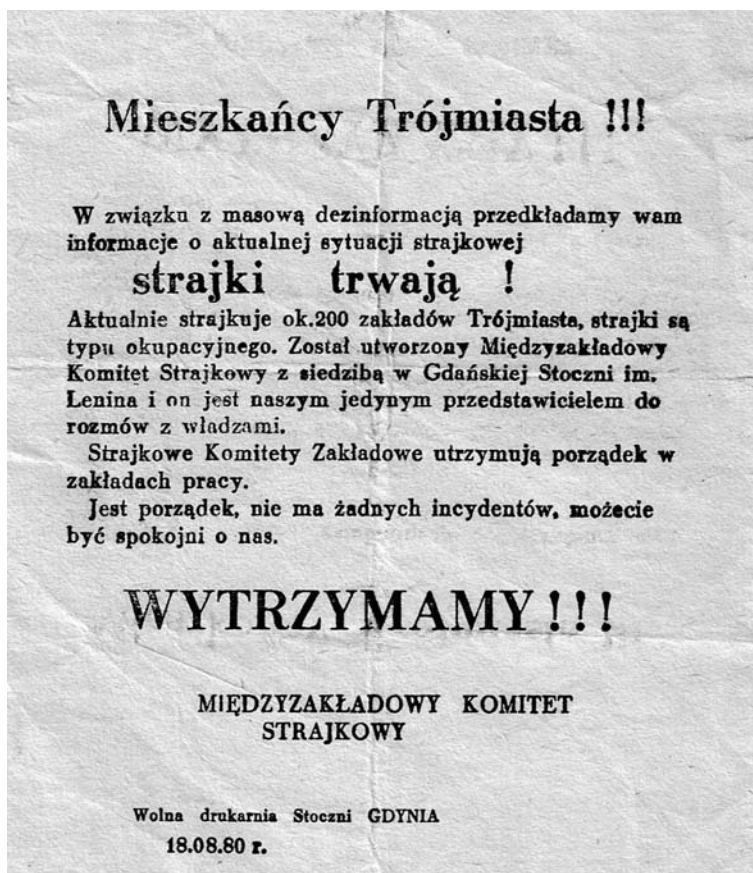 Mieszkańcy Trójmiasta !!!
W związku z masową dezinformacją przedkładamy wam
informacje o aktualnej sytuacji strajkowej
strajki trwają !
Aktualnie strajkuje ok.200 zakładów Trójmiasta, strajki są
typu okupacyjnego. Został utworzony Międzyzakładowy
Komitet Strajkowy z siedzibą w Gdańskiej Stoczni im.
Lenina i on jest naszym jedynym przedstawicielem do
rozmów z władzami.
Strajkowe Komitety Zakładowe utrzymują porządek w
zakładach pracy.
Jest porządek, nie ma żadnych incydentów, możecie
być spokojni o nas.
WYTRZYMAMY!!!
MIĘDZYZAKŁADOWY KOMITET
STRAJKOWY
Wolna drukarnia Stoczni GDYNIA
18.08.80 r.